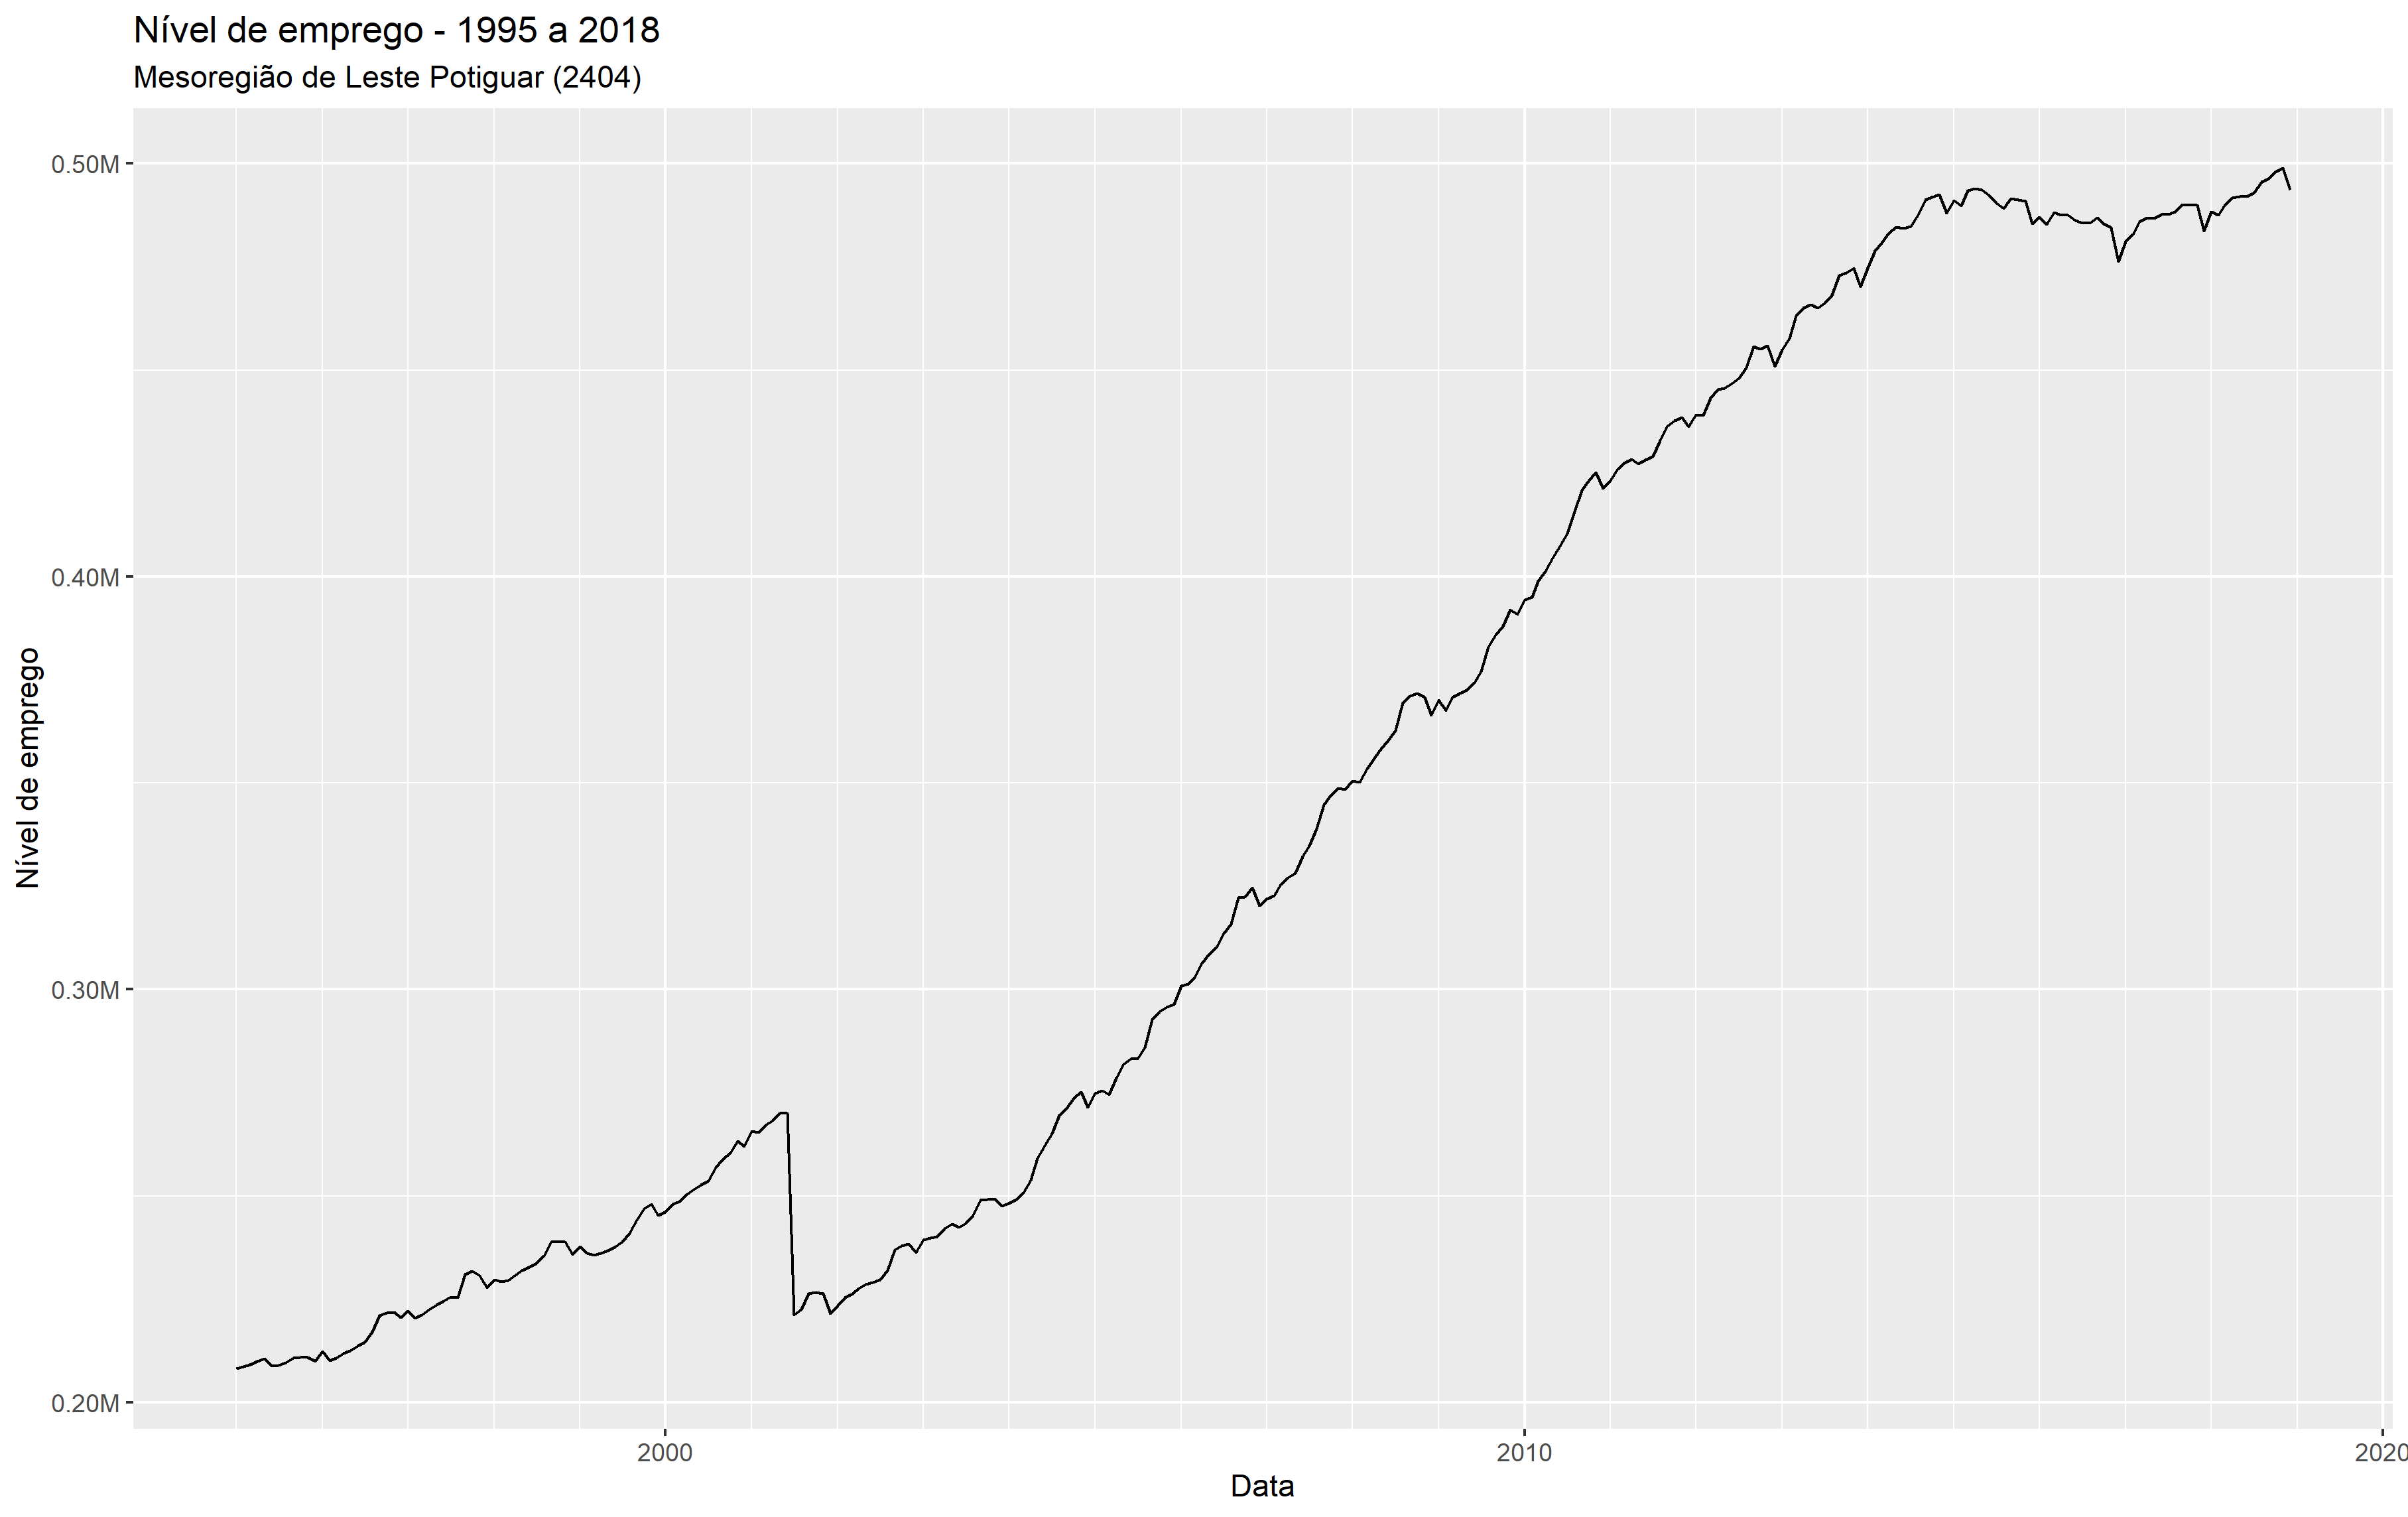 Nível de emprego - 1995 a 2018
Mesoregião de Leste Potiguar (2404)
0.50M
0.40M
0.30M
0.20M
Nível de emprego
2000
2010
2020
Data